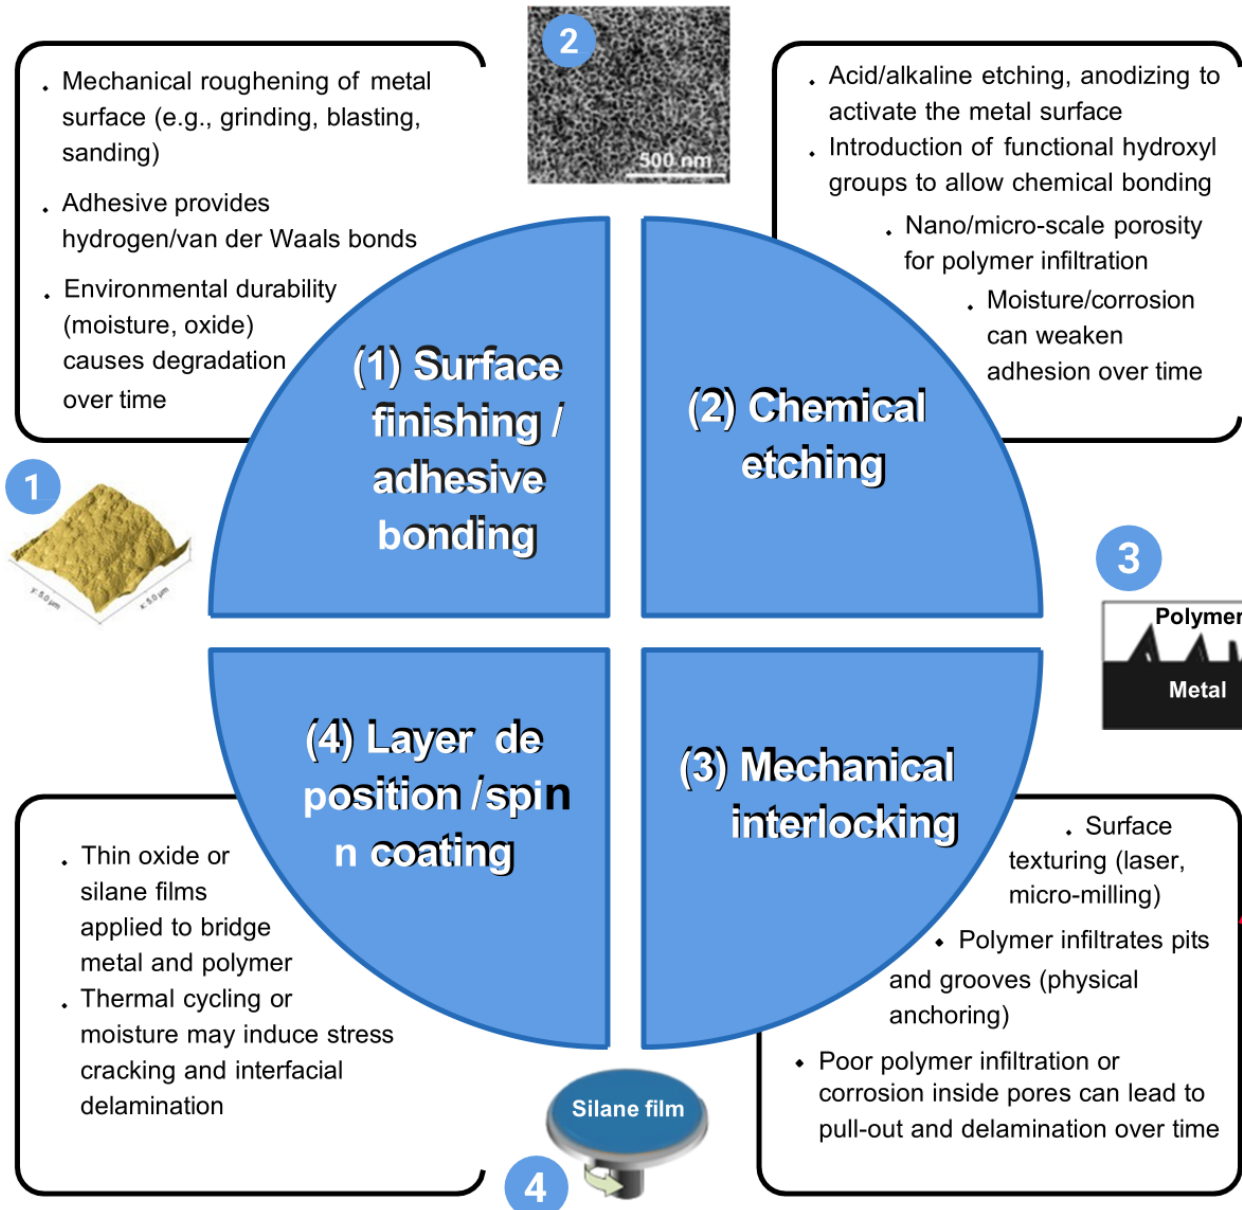 2
500 nm
. Mechanical roughening of metal
surface (e.g., grinding, blasting,
sanding)
. Adhesive provides
hydrogen/van der Waals bonds
. Environmental durability
(moisture, oxide)
causes degradation
over time
. Acid/alkaline etching, anodizing to
activate the metal surface
. Introduction of functional hydroxyl
groups to allow chemical bonding
. Nano/micro-scale porosity
for polymer infiltration
. Moisture/corrosion
can weaken
adhesion over time
(1) Surface
finishing /
adhesive
bonding
(2) Chemical
etching
1
y: 5.0 µm
x: 5.0 µm
3
Polymer
Metal
(4) Layer de
position /spin
n coating
(3) Mechanical
interlocking
. Thin oxide or
silane films
applied to bridge
metal and polymer
. Thermal cycling or
moisture may induce stress
cracking and interfacial
delamination
. Surface
texturing (laser,
micro-milling)
⬥ Polymer infiltrates pits
and grooves (physical
anchoring)
⬥ Poor polymer infiltration or
corrosion inside pores can lead to
pull-out and delamination over time
Silane film
4